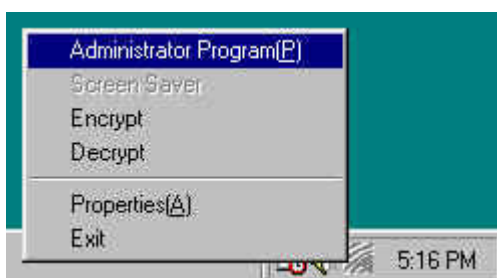 Administrator Program(P)
Screen Saver
Encrypt
Decrypt
Properties(A)
Exit
5:16 PM